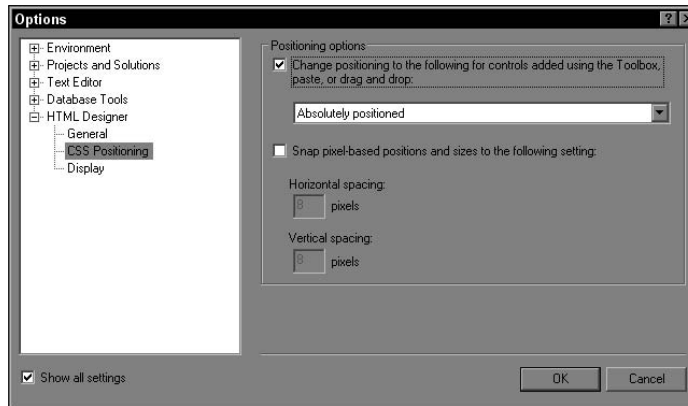 Options
Environment
Projects and Solutions
Text Editor
Database Tools
HTML Designer
General
CSS Positioning
Display
Show all settings
Positioning options
Change positioning to the following for controls added using the Toolbox,
paste, or drag and drop:
Absolutely positioned
Snap pixel-based positions and sizes to the following setting:
Horizontal spacing:
8 pixels
Vertical spacing:
8 pixels
OK Cancel